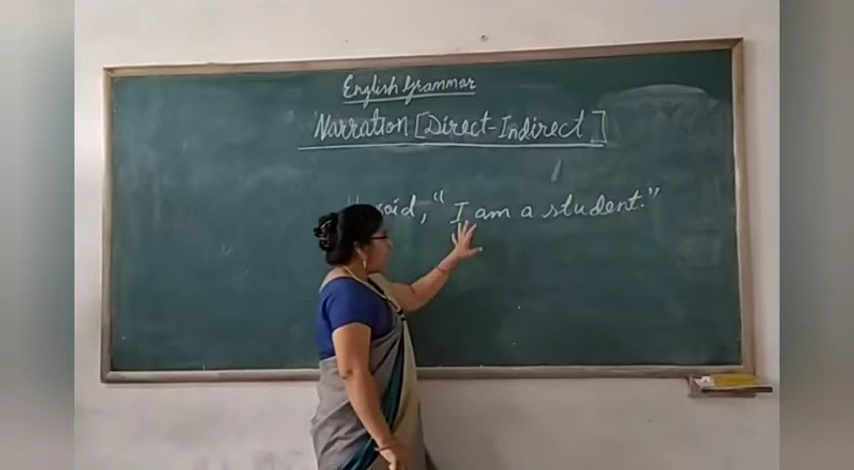 English Grammar
Narration [Direct-Indirect]
said, "I am a student."